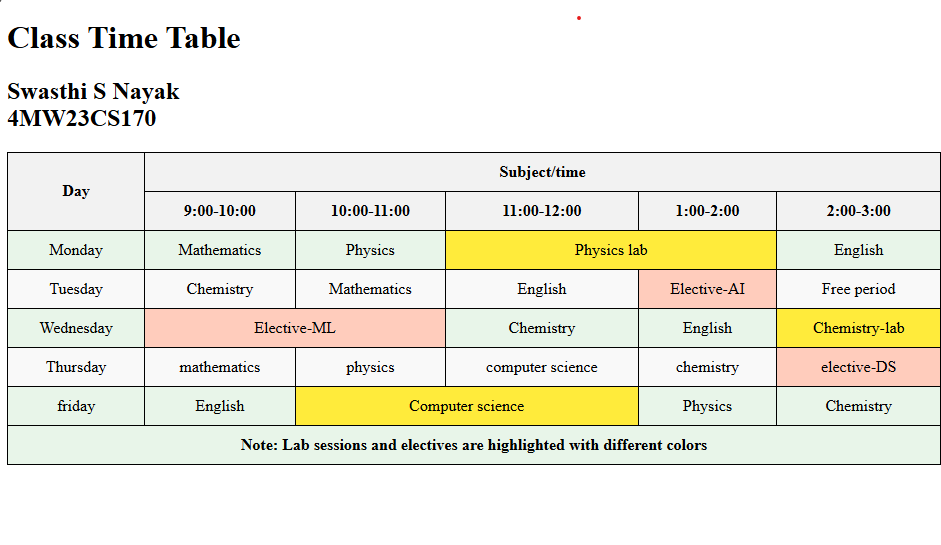 Class Time Table
Swasthi S Nayak
4MW23CS170
Day Subject/time
9:00-10:00 10:00-11:00 11:00-12:00 1:00-2:00 2:00-3:00
Monday Mathematics Physics Physics lab English
Tuesday Chemistry Mathematics English Elective-AI Free period
Wednesday Elective-ML Chemistry English Chemistry-lab
Thursday mathematics physics computer science chemistry elective-DS
friday English Computer science Physics Chemistry
Note: Lab sessions and electives are highlighted with different colors